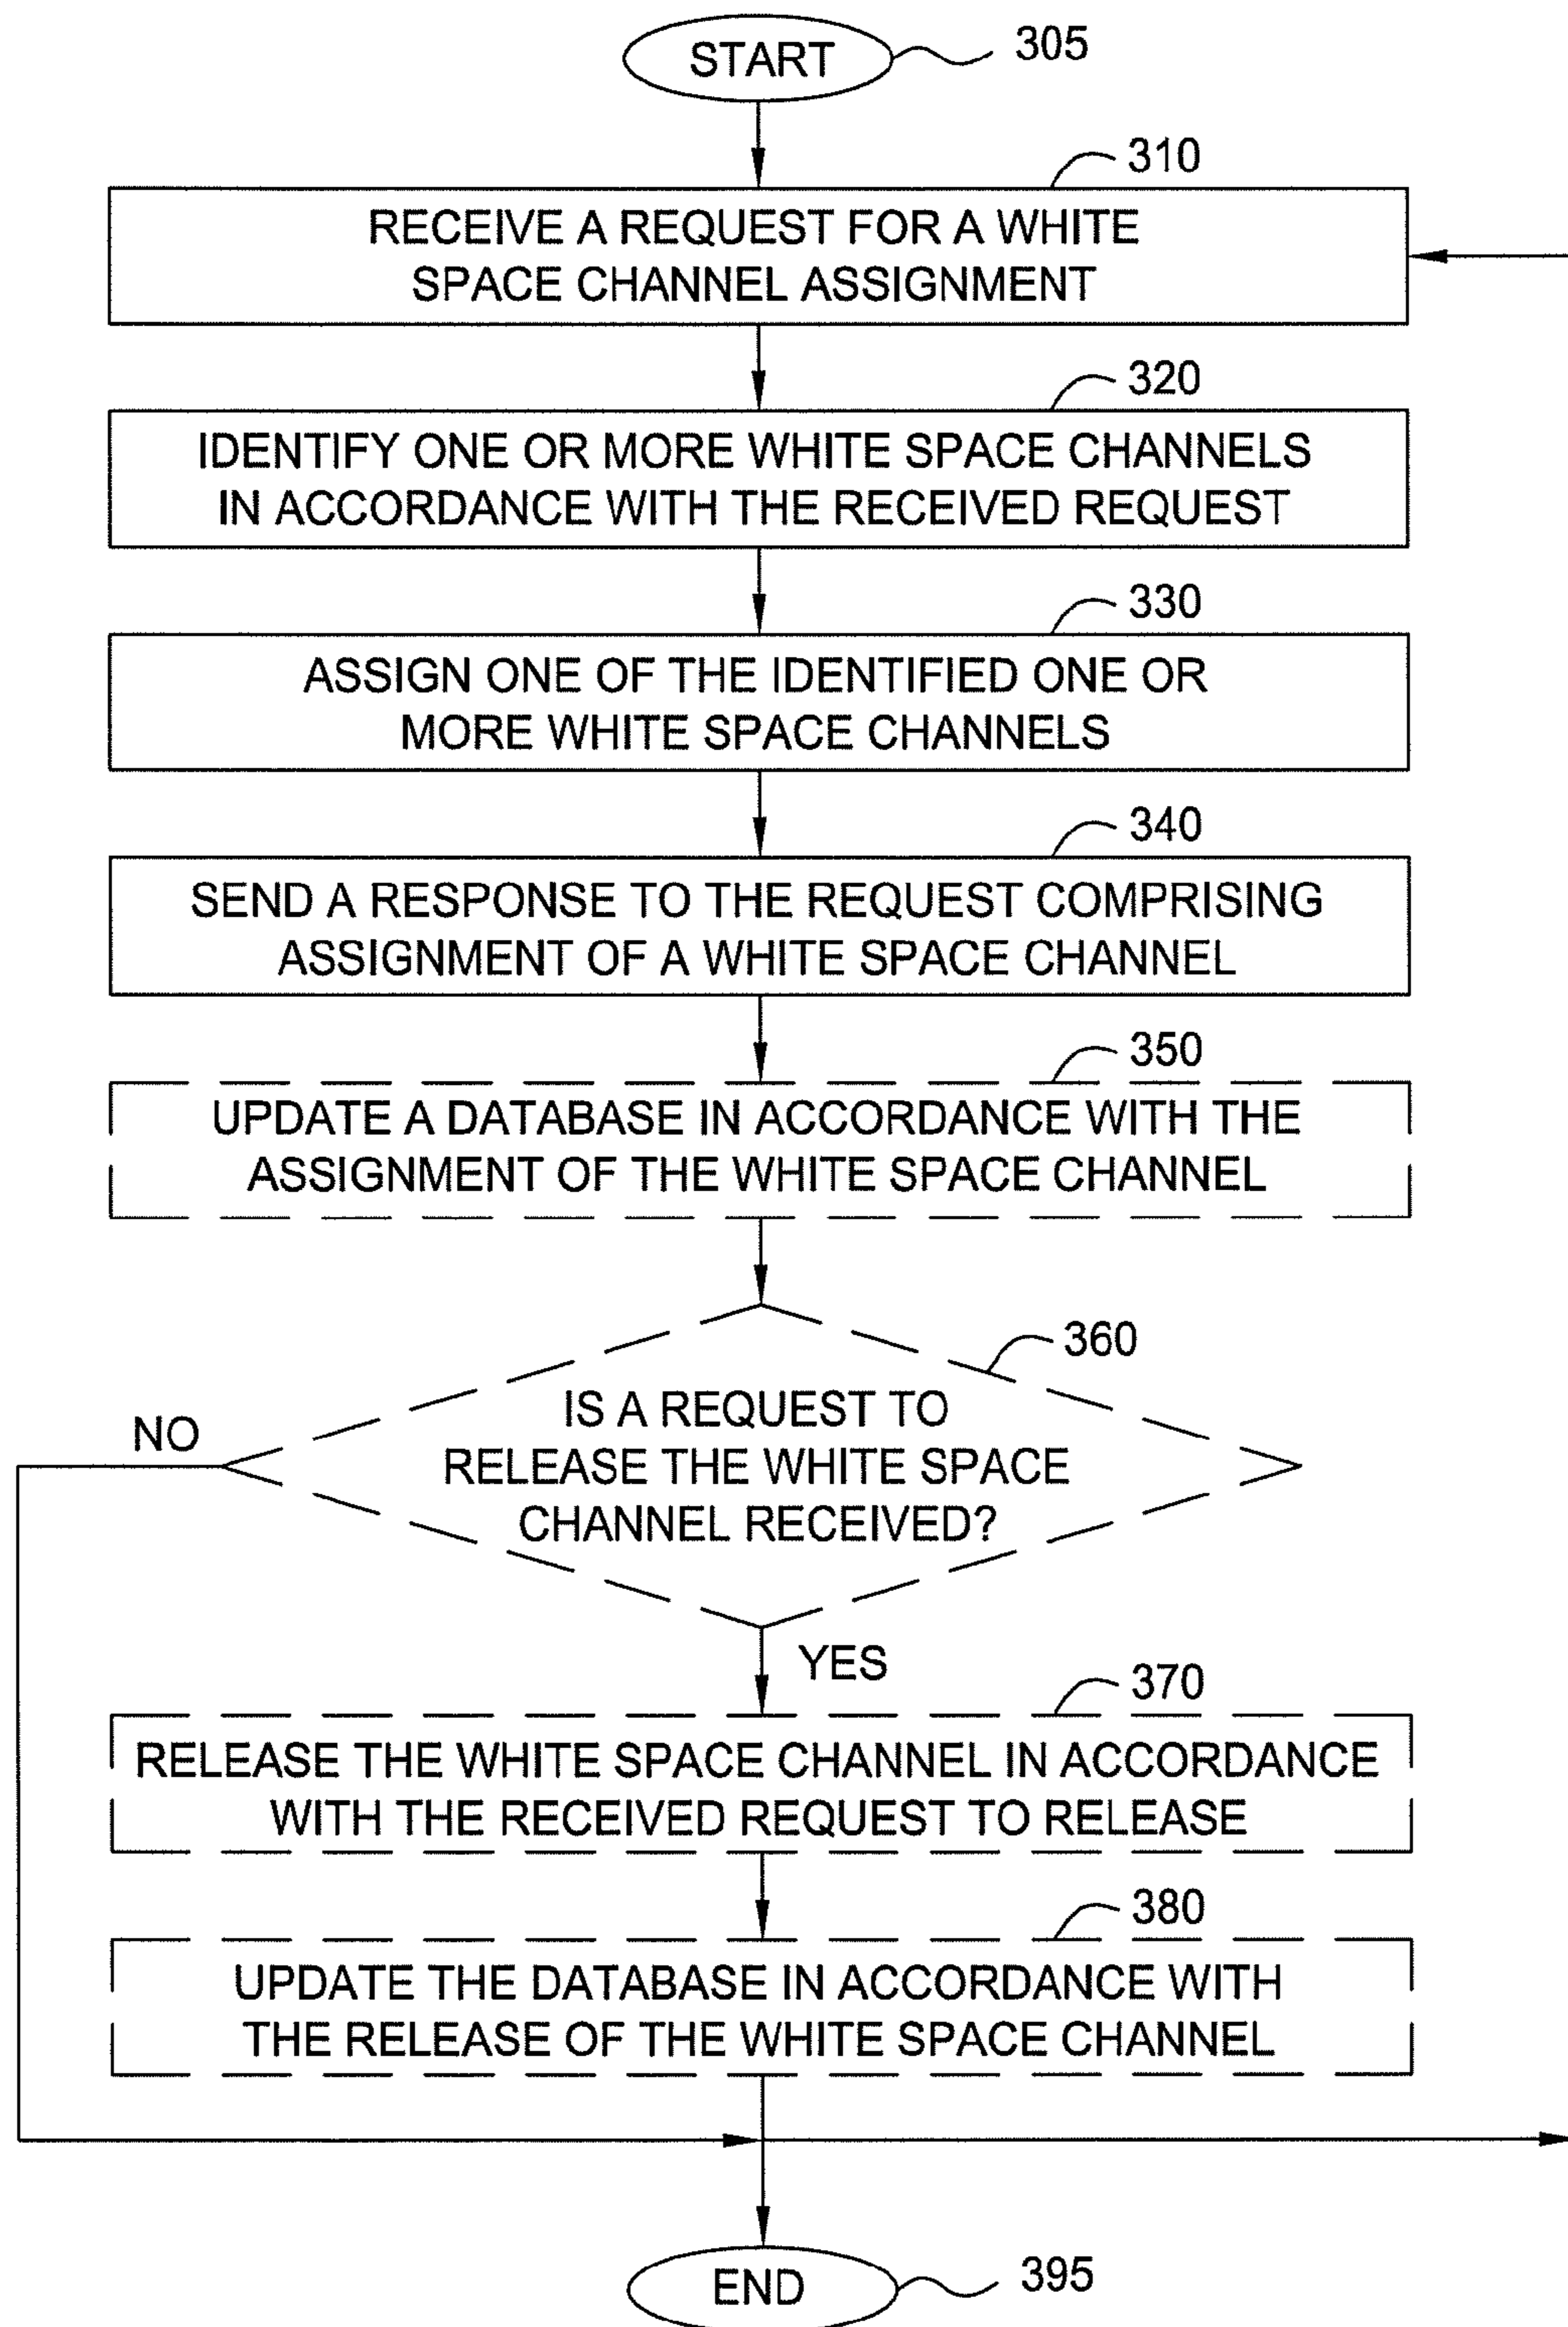 START
305
310
RECEIVE A REQUEST FOR A WHITE
SPACE CHANNEL ASSIGNMENT
320
IDENTIFY ONE OR MORE WHITE SPACE CHANNELS
IN ACCORDANCE WITH THE RECEIVED REQUEST
330
ASSIGN ONE OF THE IDENTIFIED ONE OR
MORE WHITE SPACE CHANNELS
340
SEND A RESPONSE TO THE REQUEST COMPRISING
ASSIGNMENT OF A WHITE SPACE CHANNEL
350
UPDATE A DATABASE IN ACCORDANCE WITH THE
ASSIGNMENT OF THE WHITE SPACE CHANNEL
360
IS A REQUEST TO
RELEASE THE WHITE SPACE
CHANNEL RECEIVED?
NO
YES
370
RELEASE THE WHITE SPACE CHANNEL IN ACCORDANCE
WITH THE RECEIVED REQUEST TO RELEASE
380
UPDATE THE DATABASE IN ACCORDANCE WITH
THE RELEASE OF THE WHITE SPACE CHANNEL
END
395